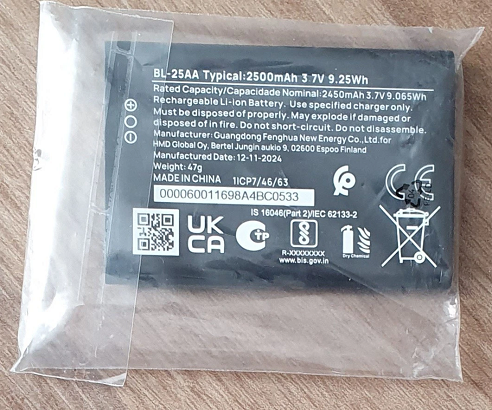 BL-25AA Typical:2500mAh 3.7V 9.25Wh
Rated Capacity/Capacidade Nominal:2450mAh 3.7V 9.065Wh
Rechargeable Li-ion Battery. Use specified charger only.
Must be disposed of properly. May explode if damaged or
disposed of in fire. Do not short-circuit. Do not disassemble.
Manufacturer: Guangdong Fenghua New Energy Co.,Ltd.for
HMD Global Oy. Bertel Jungin aukio 9, 02600 Espoo Finland
Manufactured Date: 12-11-2024
Weight: 47g
MADE IN CHINA 1ICP7/46/63
000060011698A4BC0533
CE
IS 16046(Part 2)/IEC 62133-2
UK
CA
TP
R-XXXXXXXX
www.bis.gov.in
Dry Chemical